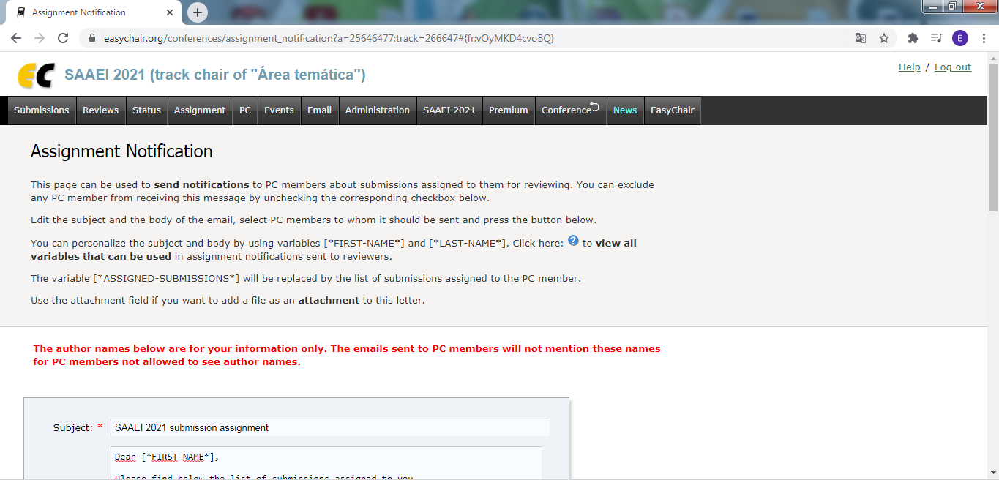 Assignment Notification
easychair.org/conferences/assignment_notification?a=25646477;track=266647#{fr:vOyMKD4cvoBQ}
E
EC
SAAEI 2021 (track chair of "Área temática")
Help / Log out
Submissions Reviews Status Assignment PC Events Email Administration SAAEI 2021 Premium Conference News EasyChair
Assignment Notification
This page can be used to send notifications to PC members about submissions assigned to them for reviewing. You can exclude
any PC member from receiving this message by unchecking the corresponding checkbox below.
Edit the subject and the body of the email, select PC members to whom it should be sent and press the button below.
You can personalize the subject and body by using variables [*FIRST-NAME*] and [*LAST-NAME*]. Click here: ? to view all
variables that can be used in assignment notifications sent to reviewers.
The variable [*ASSIGNED-SUBMISSIONS*] will be replaced by the list of submissions assigned to the PC member.
Use the attachment field if you want to add a file as an attachment to this letter.
The author names below are for your information only. The emails sent to PC members will not mention these names
for PC members not allowed to see author names.
Subject: * SAAEI 2021 submission assignment
Dear [*FIRST-NAME*],
Please find below the list of submissions assigned to you